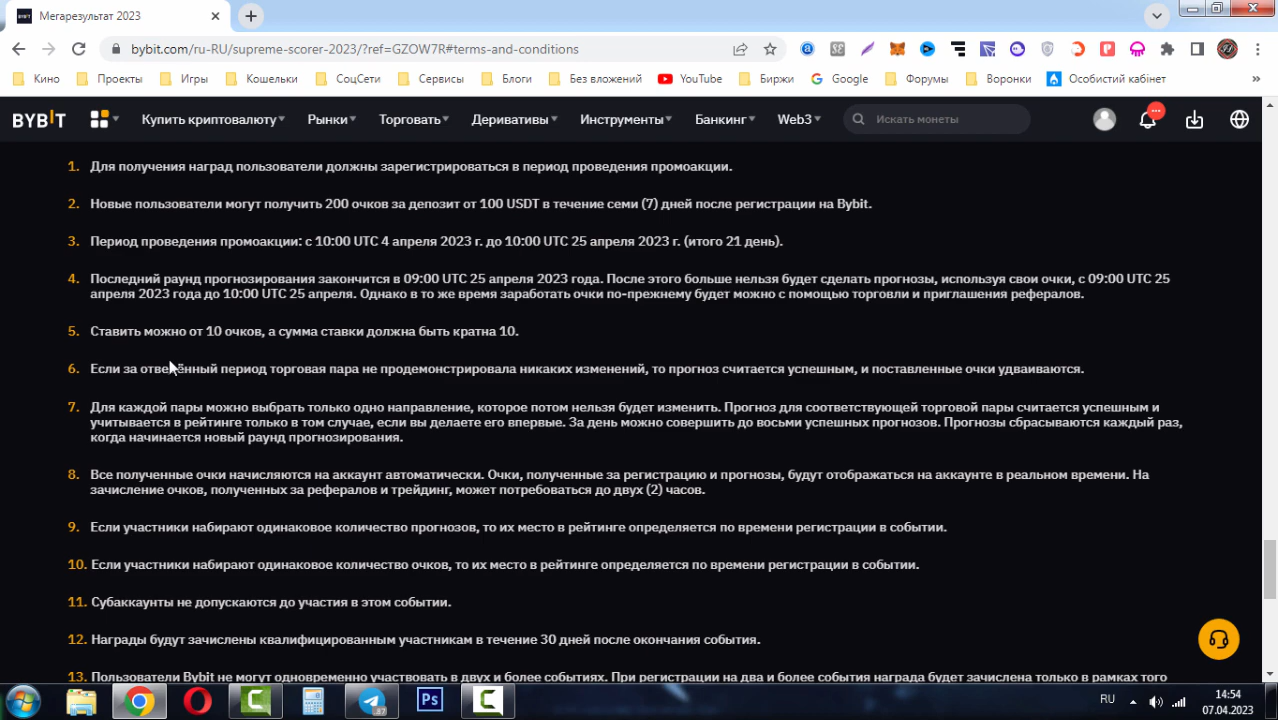 Мегарезультат 2023
bybit.com/ru-RU/supreme-scorer-2023/?ref=GZOW7R#terms-and-conditions
Кино Проекты Игры Кошельки СоцСети Сервисы Блоги Без вложений YouTube Биржи Google Форумы Воронки Особистий кабінет »
BYBIT Купить криптовалюту Рынки Торговать Деривативы Инструменты Банкинг Web3 Искать монеты
1. Для получения наград пользователи должны зарегистрироваться в период проведения промоакции.
2. Новые пользователи могут получить 200 очков за депозит от 100 USDT в течение семи (7) дней после регистрации на Bybit.
3. Период проведения промоакции: с 10:00 UTC 4 апреля 2023 г. до 10:00 UTC 25 апреля 2023 г. (итого 21 день).
4. Последний раунд прогнозирования закончится в 09:00 UTC 25 апреля 2023 года. После этого больше нельзя будет сделать прогнозы, используя свои очки, с 09:00 UTC 25
апреля 2023 года до 10:00 UTC 25 апреля. Однако в то же время заработать очки по-прежнему будет можно с помощью торговли и приглашения рефералов.
5. Ставить можно от 10 очков, а сумма ставки должна быть кратна 10.
6. Если за отведённый период торговая пара не продемонстрировала никаких изменений, то прогноз считается успешным, и поставленные очки удваиваются.
7. Для каждой пары можно выбрать только одно направление, которое потом нельзя будет изменить. Прогноз для соответствующей торговой пары считается успешным и
учитывается в рейтинге только в том случае, если вы делаете его впервые. За день можно совершить до восьми успешных прогнозов. Прогнозы сбрасываются каждый раз,
когда начинается новый раунд прогнозирования.
8. Все полученные очки начисляются на аккаунт автоматически. Очки, полученные за регистрацию и прогнозы, будут отображаться на аккаунте в реальном времени. На
зачисление очков, полученных за рефералов и трейдинг, может потребоваться до двух (2) часов.
9. Если участники набирают одинаковое количество прогнозов, то их место в рейтинге определяется по времени регистрации в событии.
10. Если участники набирают одинаковое количество очков, то их место в рейтинге определяется по времени регистрации в событии.
11. Субаккаунты не допускаются до участия в этом событии.
12. Награды будут зачислены квалифицированным участникам в течение 30 дней после окончания события.
13. Пользователи Bybit не могут одновременно участвовать в двух и более событиях. При регистрации на два и более события награда будет зачислена только в рамках того
87 Ps RU 14:54
07.04.2023